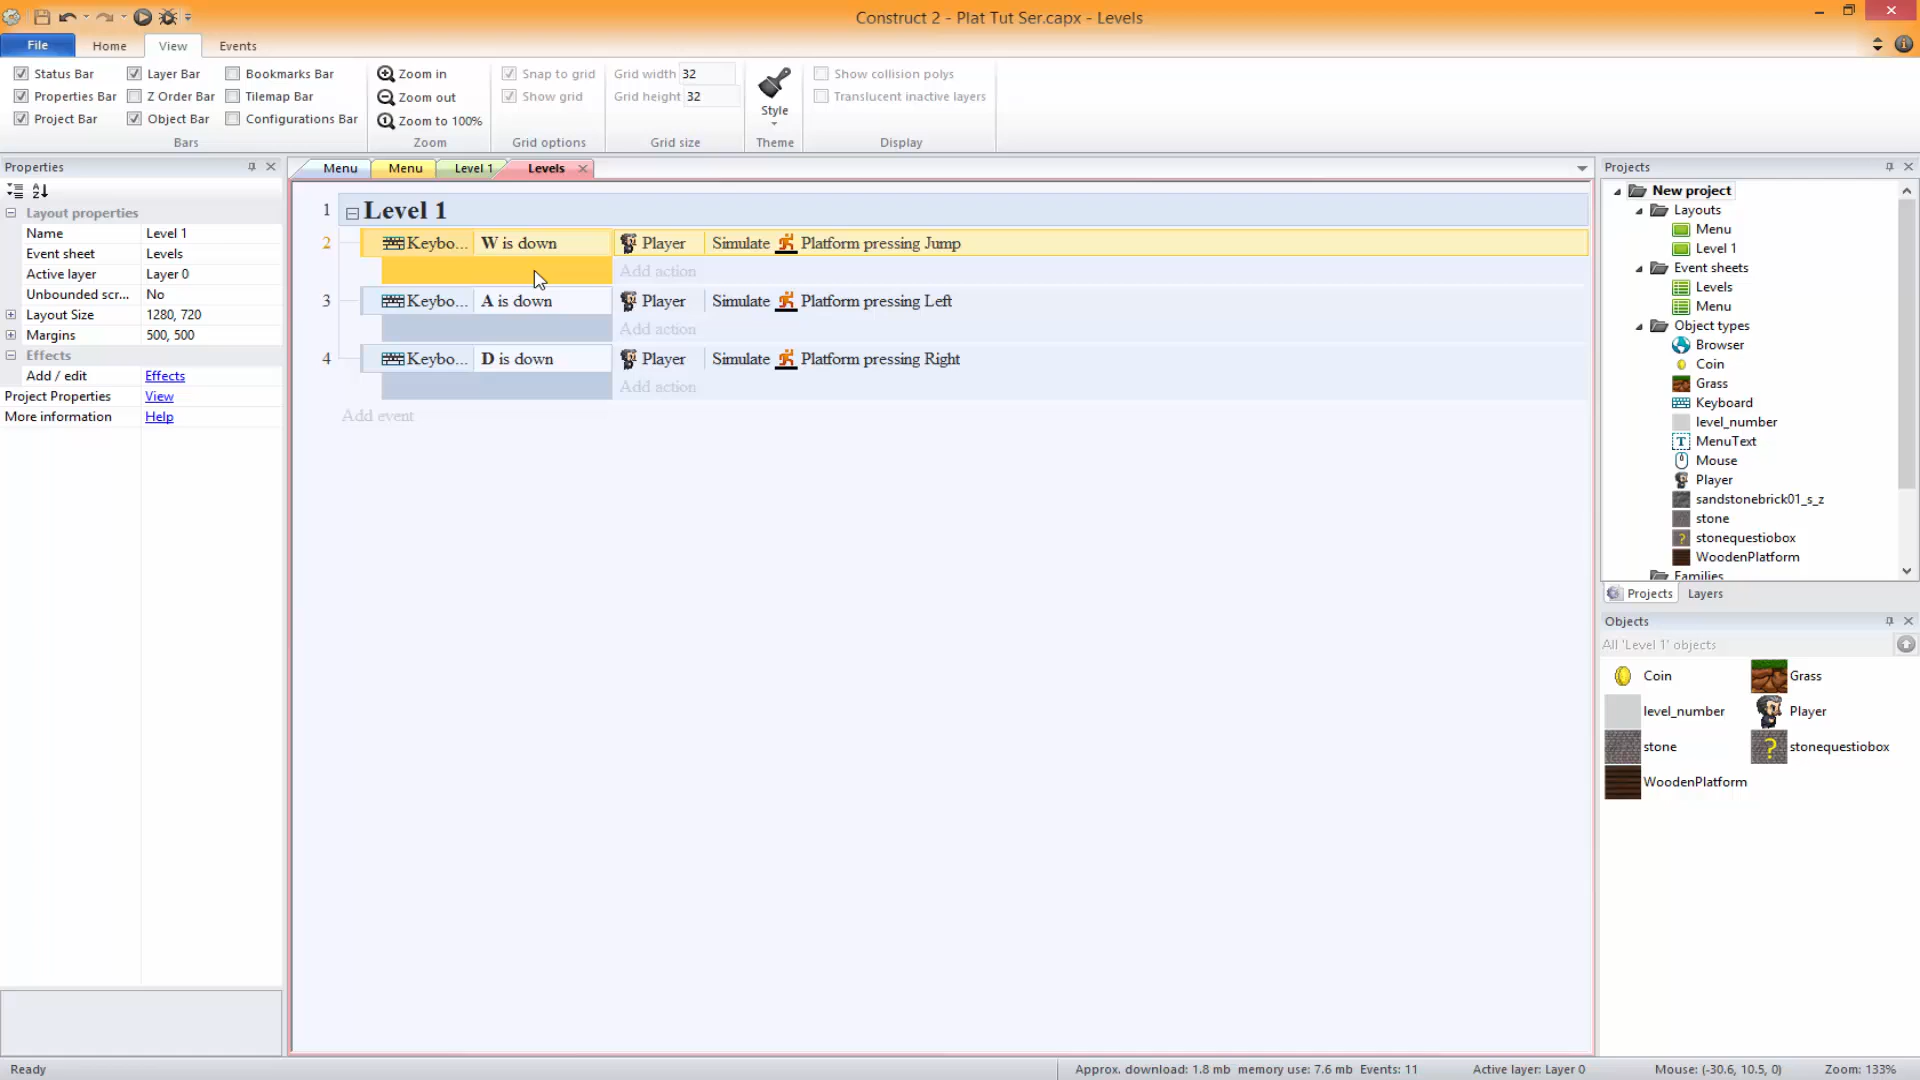 Construct 2 - Plat Tut Ser.capx - Levels
File Home View Events
Status Bar Layer Bar Bookmarks Bar
Properties Bar Z Order Bar Tilemap Bar
Project Bar Object Bar Configurations Bar
Bars
Zoom in
Zoom out
Zoom to 100%
Zoom
Snap to grid
Show grid
Grid options
Grid width 32
Grid height 32
Grid size
Style
Theme
Show collision polys
Translucent inactive layers
Display
Properties
Layout properties
Name Level 1
Event sheet Levels
Active layer Layer 0
Unbounded scr... No
Layout Size 1280, 720
Margins 500, 500
Effects
Add / edit Effects
Project Properties View
More information Help
Menu Menu Level 1 Levels
1 Level 1
2 Keybo... W is down Player Simulate Platform pressing Jump
Add action
3 Keybo... A is down Player Simulate Platform pressing Left
Add action
4 Keybo... D is down Player Simulate Platform pressing Right
Add action
Add event
Projects
New project
Layouts
Menu
Level 1
Event sheets
Levels
Menu
Object types
Browser
Coin
Grass
Keyboard
level_number
MenuText
Mouse
Player
sandstonebrick01_s_z
stone
stonequestiobox
WoodenPlatform
Families
Projects Layers
Objects
All 'Level 1' objects
Coin Grass
level_number Player
stone stonequestiobox
WoodenPlatform
Ready Approx. download: 1.8 mb memory use: 7.6 mb Events: 11 Active layer: Layer 0 Mouse: (-30.6, 10.5, 0) Zoom: 133%